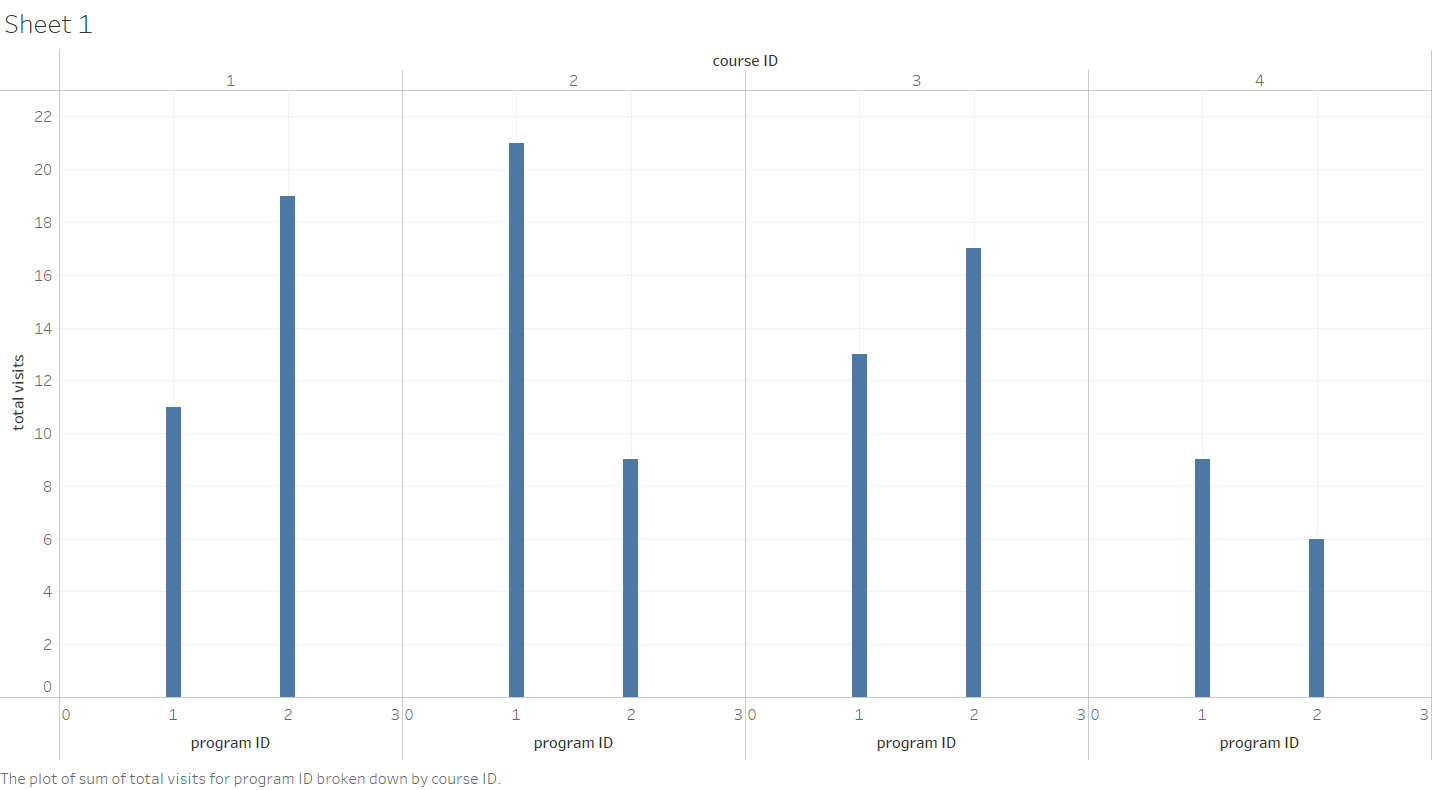 Sheet 1
course ID
1 2 3 4
22
20
18
16
14
12
10
8
6
4
2
0
total visits
0 1 2 3 0 1 2 3 0 1 2 3 0 1 2 3
program ID program ID program ID program ID
The plot of sum of total visits for program ID broken down by course ID.